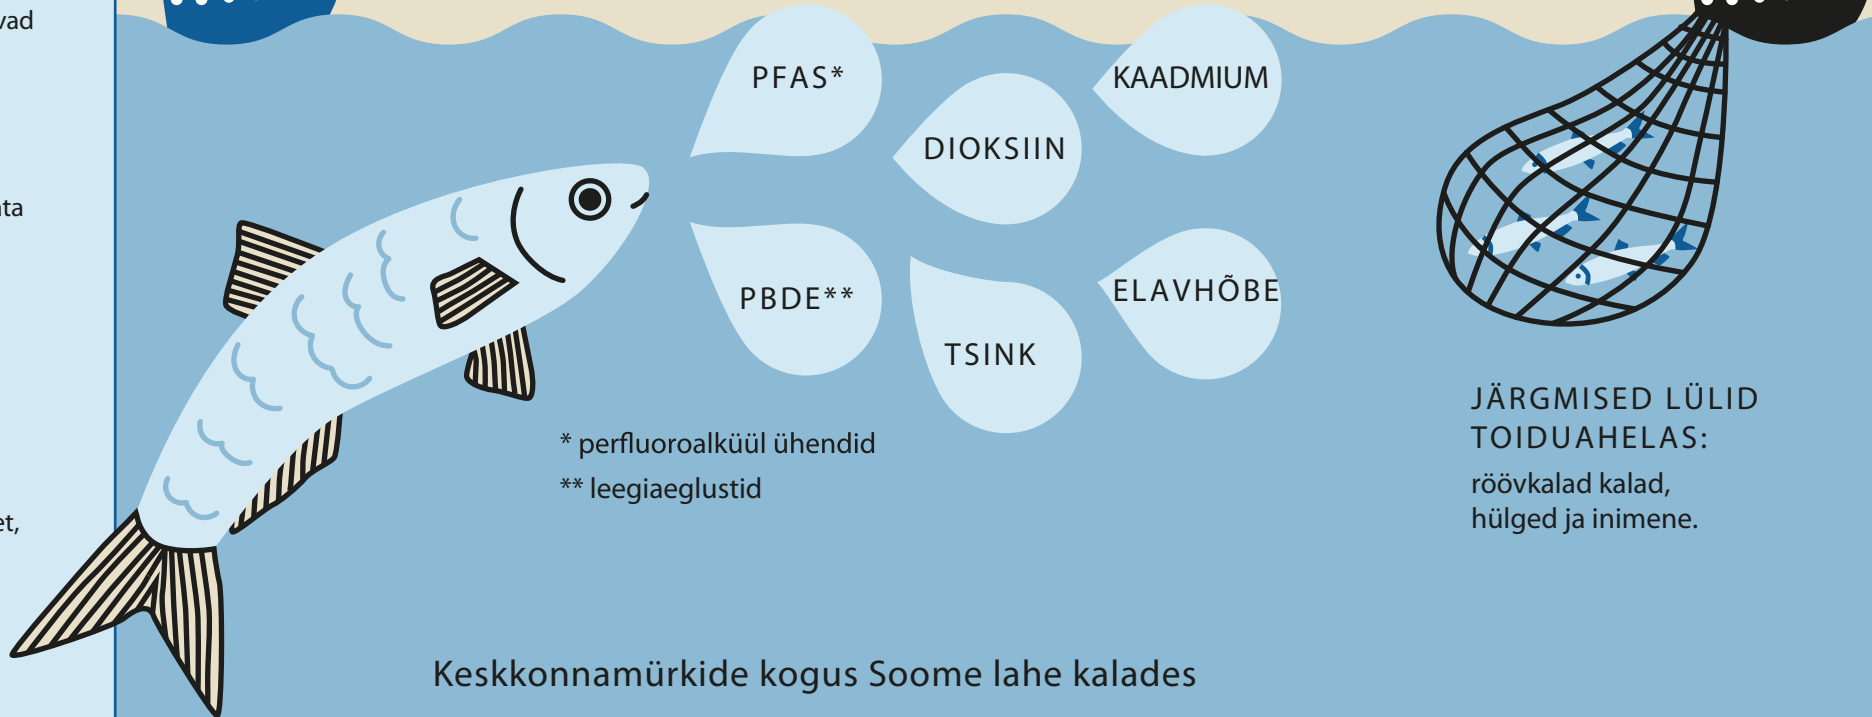 PFAS*
KAADMIUM
DIOKSIIN
PBDE**
ELAVHÕBE
TSINK
* perfluoroalküül ühendid
** leegiaeglustid
JÄRGMISED LÜLID
TOIDUAHELAS:
röövkalad kalad,
hülged ja inimene.
Keskkonnamürkide kogus Soome lahe kalades